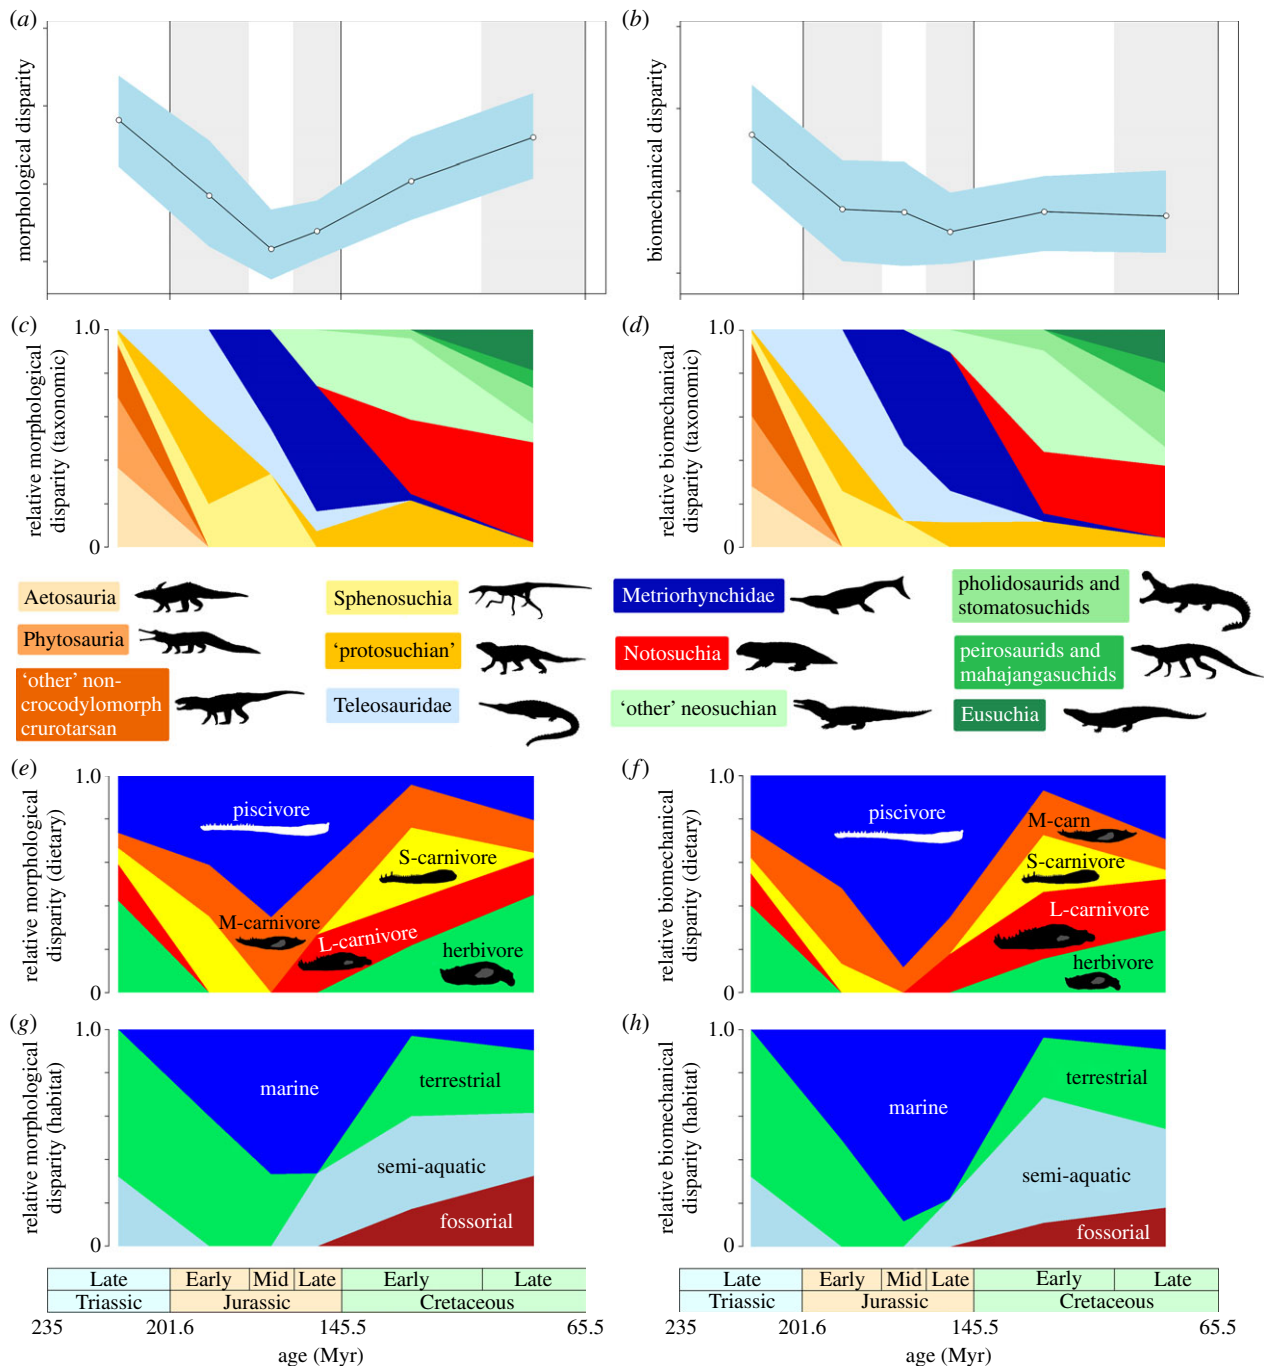 (a)
morphological disparity
(b)
biomechanical disparity
(c)
1.0
0
relative morphological
disparity (taxonomic)
(d)
1.0
0
relative biomechanical
disparity (taxonomic)
Aetosauria
Phytosauria
‘other’ non-
crocodylomorph
crurotarsan
Sphenosuchia
‘protosuchian’
Teleosauridae
Metriorhynchidae
Notosuchia
‘other’ neosuchian
pholidosaurids and
stomatosuchids
peirosaurids and
mahajangasuchids
Eusuchia
(e)
1.0
0
relative morphological
disparity (dietary)
piscivore
S-carnivore
M-carnivore
L-carnivore
herbivore
(f)
1.0
0
relative biomechanical
disparity (dietary)
piscivore
M-carn
S-carnivore
L-carnivore
herbivore
(g)
1.0
0
relative morphological
disparity (habitat)
marine
terrestrial
semi-aquatic
fossorial
(h)
1.0
0
relative biomechanical
disparity (habitat)
marine
terrestrial
semi-aquatic
fossorial
Late Early Mid Late Early Late
Triassic Jurassic Cretaceous
235 201.6 145.5 65.5
age (Myr)
Late Early Mid Late Early Late
Triassic Jurassic Cretaceous
235 201.6 145.5 65.5
age (Myr)